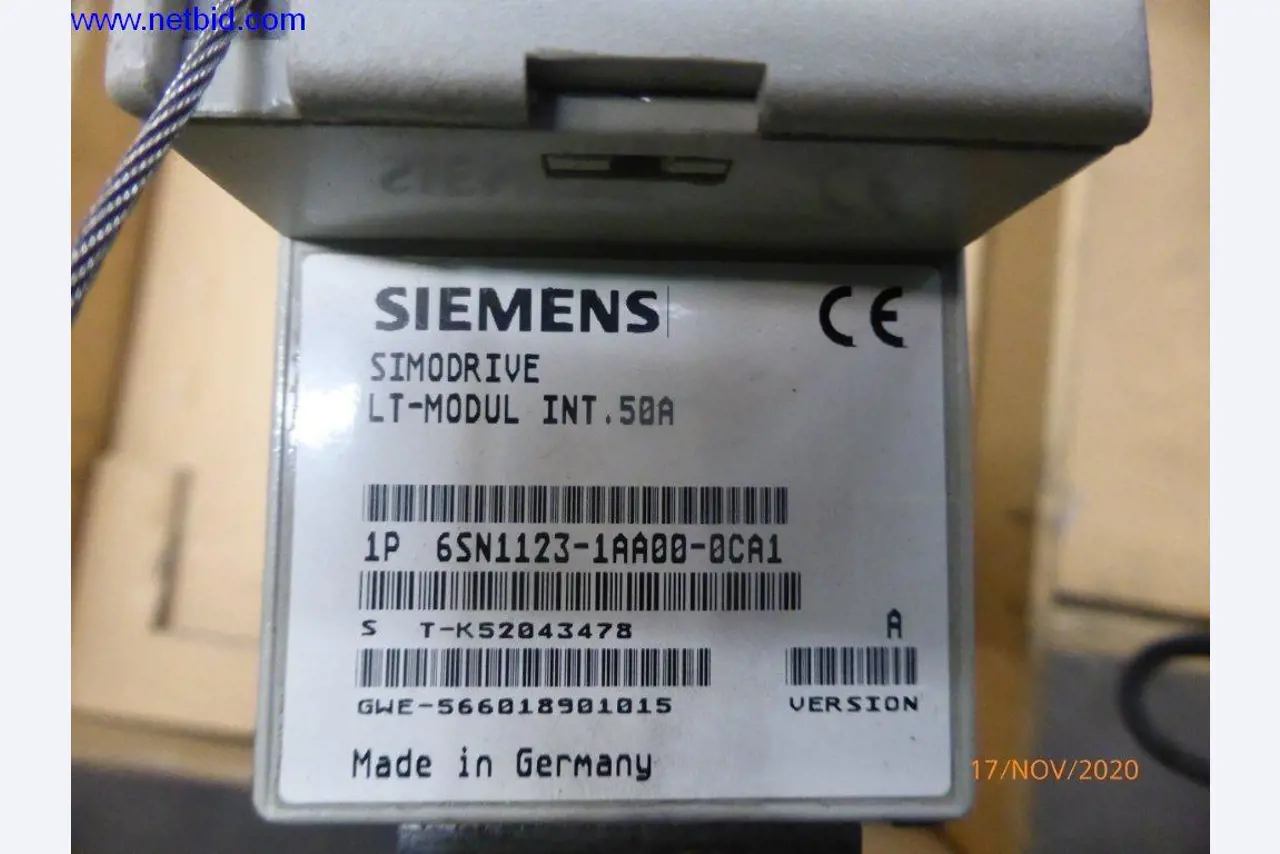 www.netbid.com
SIEMENS
CE
SIMODRIVE
LT-MODUL INT.50A
1P 6SN1123-1AA00-0CA1
S T-K52043478
A
GWE-566018901015
VERSION
Made in Germany
17/NOV/2020